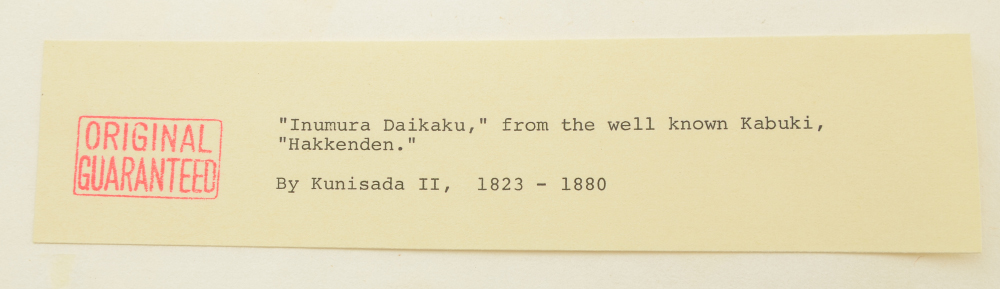 ORIGINAL
GUARANTEED
"Inumura Daikaku," from the well known Kabuki,
"Hakkenden."
By Kunisada II,  1823 - 1880